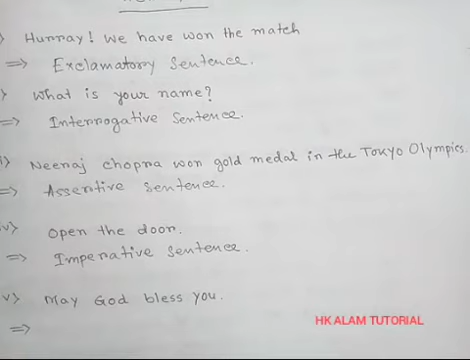 ) Hurray! We have won the match
=> Exclamatory Sentence.
) What is your name?
=> Interrogative Sentence.
i) Neeraj chopra won gold medal in the Tokyo Olympics.
=> Assertive Sentence.
iv) Open the door.
=> Imperative Sentence.
v) May God bless you.
HK ALAM TUTORIAL
=>